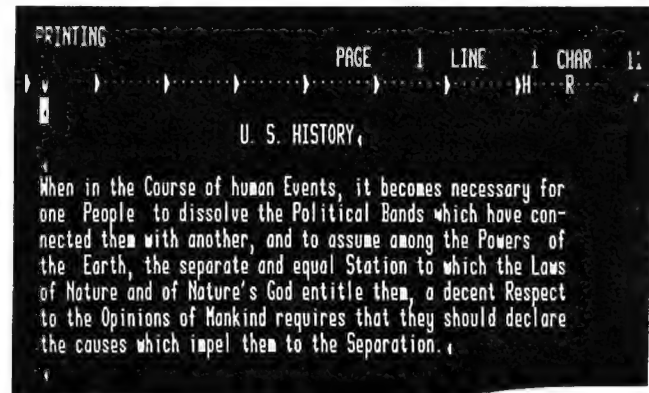 PRINTING
PAGE 1 LINE 1 CHAR
H R
U. S. HISTORY
When in the Course of human Events, it becomes necessary for
one People to dissolve the Political Bands which have con-
nected them with another, and to assume among the Powers of
the Earth, the separate and equal Station to which the Laws
of Nature and of Nature's God entitle them, a decent Respect
to the Opinions of Mankind requires that they should declare
the causes which impel them to the Separation.